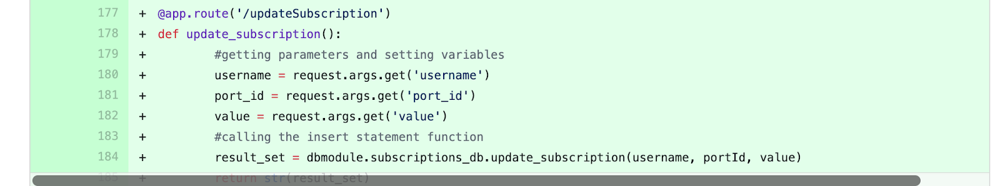 177 + @app.route('/updateSubscription')
178 + def update_subscription():
179 + #getting parameters and setting variables
180 + username = request.args.get('username')
181 + port_id = request.args.get('port_id')
182 + value = request.args.get('value')
183 + #calling the insert statement function
184 + result_set = dbmodule.subscriptions_db.update_subscription(username, portId, value)
185 + return str(result_set)